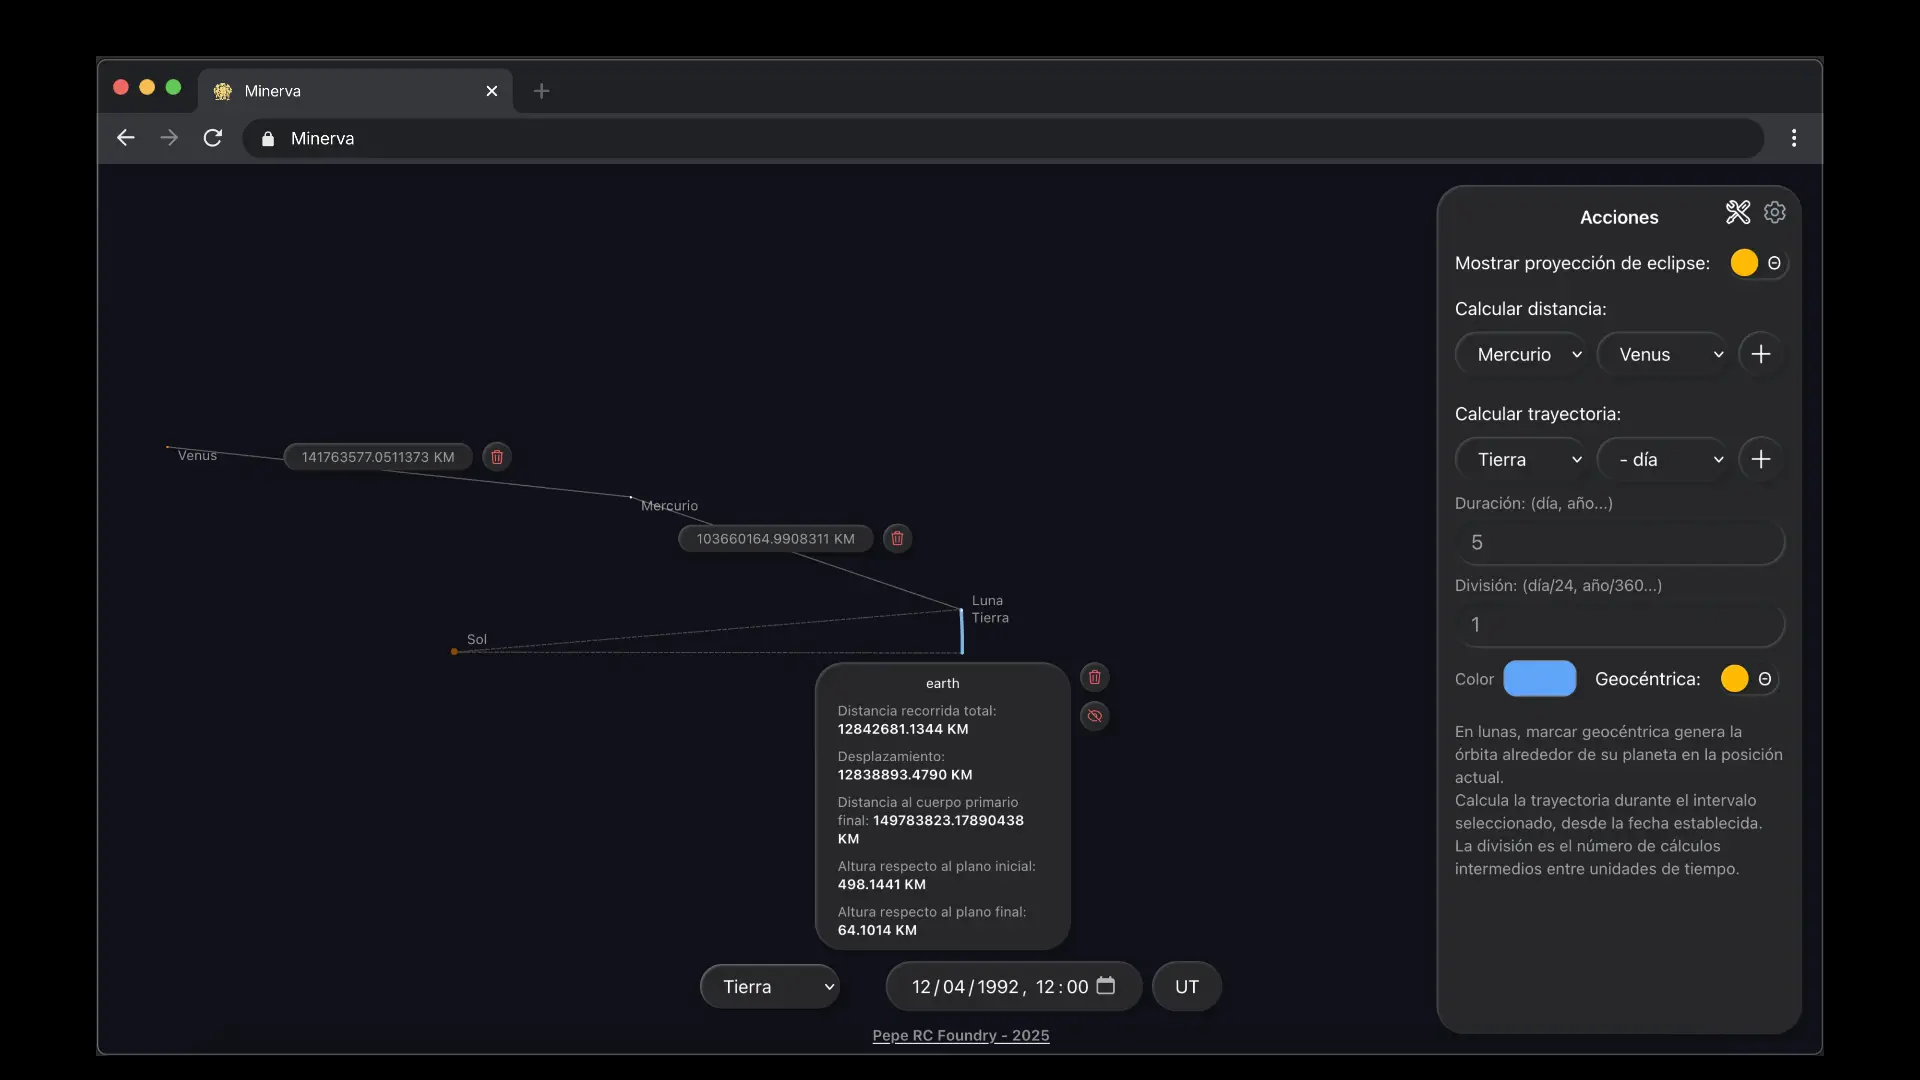 Minerva
Minerva
Acciones
Mostrar proyección de eclipse:
Calcular distancia:
Mercurio
Venus
Calcular trayectoria:
Tierra
- día
Duración: (día, año...)
5
División: (día/24, año/360...)
1
Color
Geocéntrica:
En lunas, marcar geocéntrica genera la
órbita alrededor de su planeta en la posición
actual.
Calcula la trayectoria durante el intervalo
seleccionado, desde la fecha establecida.
La división es el número de cálculos
intermedios entre unidades de tiempo.
Venus
141763577.0511373 KM
Mercurio
103660164.9908311 KM
Luna
Tierra
Sol
earth
Distancia recorrida total:
12842681.1344 KM
Desplazamiento:
12838893.4790 KM
Distancia al cuerpo primario
final: 149783823.17890438
KM
Altura respecto al plano inicial:
498.1441 KM
Altura respecto al plano final:
64.1014 KM
Tierra
12/04/1992, 12:00
UT
Pepe RC Foundry - 2025